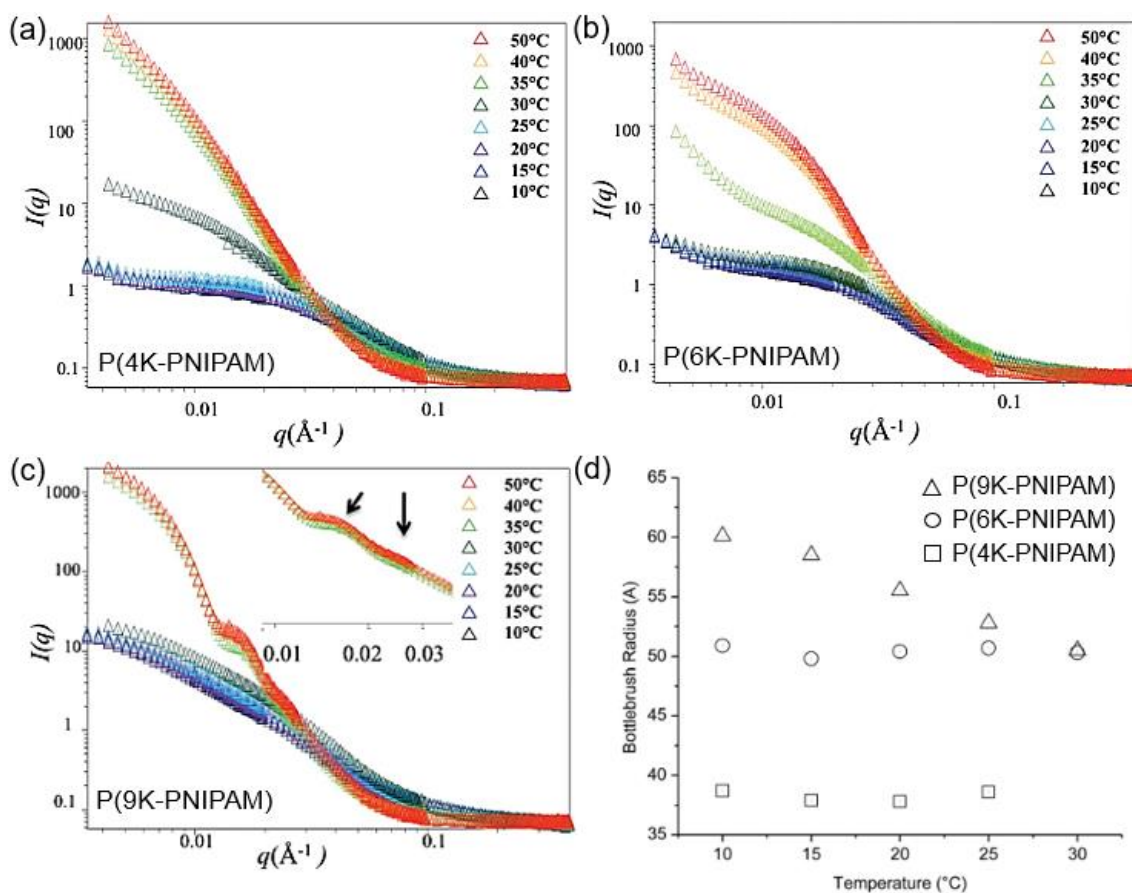 (a)
1000
100
10
1
0.1
I(q)
50°C
40°C
35°C
30°C
25°C
20°C
15°C
10°C
P(4K-PNIPAM)
0.01
0.1
q(Å⁻¹ )
(b)
1000
100
10
1
0.1
I(q)
50°C
40°C
35°C
30°C
25°C
20°C
15°C
10°C
P(6K-PNIPAM)
0.01
0.1
q(Å⁻¹ )
(c)
1000
100
10
1
0.1
I(q)
0.01
0.02
0.03
50°C
40°C
35°C
30°C
25°C
20°C
15°C
10°C
P(9K-PNIPAM)
0.01
0.1
q(Å⁻¹ )
(d)
65
60
55
50
45
40
35
Bottlebrush Radius (A)
P(9K-PNIPAM)
P(6K-PNIPAM)
P(4K-PNIPAM)
10
15
20
25
30
Temperature (°C)